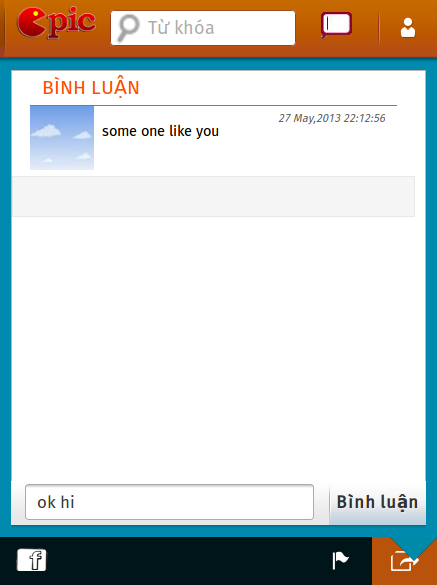 epic
Từ khóa
BÌNH LUẬN
27 May,2013 22:12:56
some one like you
ok hi
Bình luận
f